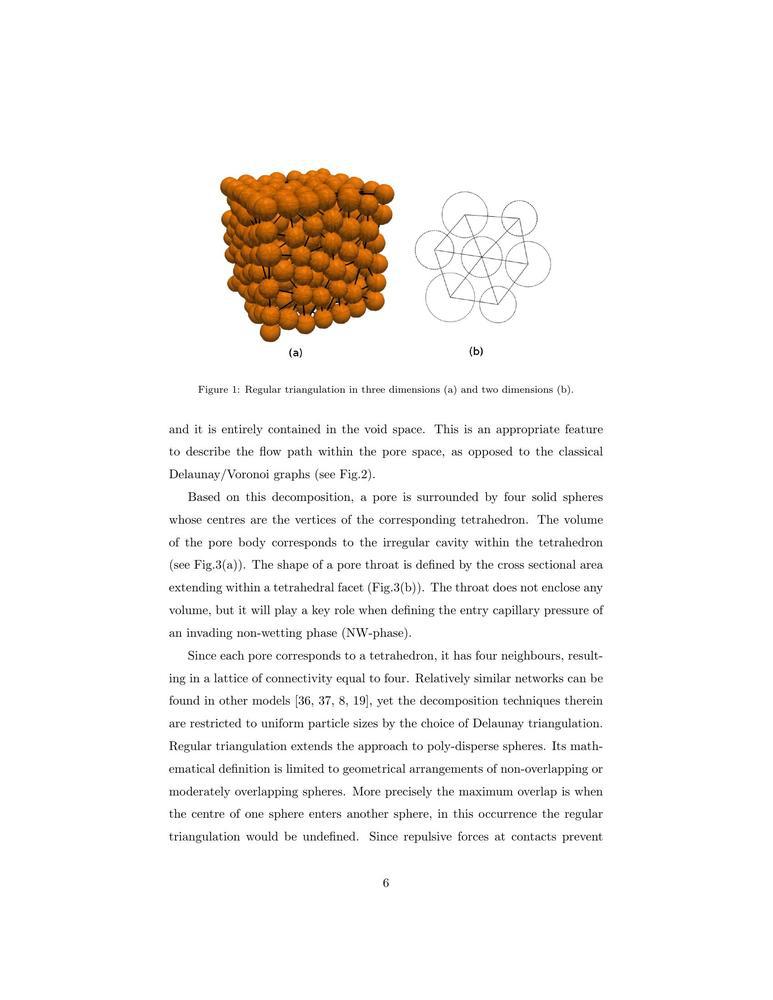 (a)
(b)
Figure 1: Regular triangulation in three dimensions (a) and two dimensions (b).
and it is entirely contained in the void space. This is an appropriate feature
to describe the flow path within the pore space, as opposed to the classical
Delaunay/Voronoi graphs (see Fig.2).
Based on this decomposition, a pore is surrounded by four solid spheres
whose centres are the vertices of the corresponding tetrahedron. The volume
of the pore body corresponds to the irregular cavity within the tetrahedron
(see Fig.3(a)). The shape of a pore throat is defined by the cross sectional area
extending within a tetrahedral facet (Fig.3(b)). The throat does not enclose any
volume, but it will play a key role when defining the entry capillary pressure of
an invading non-wetting phase (NW-phase).
Since each pore corresponds to a tetrahedron, it has four neighbours, result-
ing in a lattice of connectivity equal to four. Relatively similar networks can be
found in other models [36, 37, 8, 19], yet the decomposition techniques therein
are restricted to uniform particle sizes by the choice of Delaunay triangulation.
Regular triangulation extends the approach to poly-disperse spheres. Its math-
ematical definition is limited to geometrical arrangements of non-overlapping or
moderately overlapping spheres. More precisely the maximum overlap is when
the centre of one sphere enters another sphere, in this occurrence the regular
triangulation would be undefined. Since repulsive forces at contacts prevent
6